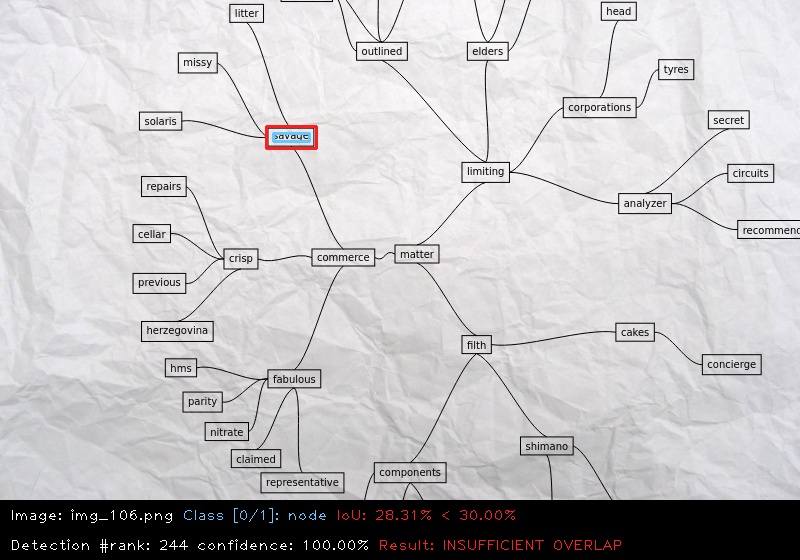 litter
head
outlined
elders
missy
tyres
corporations
solaris
secret
savage
limiting
circuits
repairs
analyzer
cellar
recommend
crisp
commerce
matter
previous
herzegovina
cakes
filth
hms
concierge
fabulous
parity
nitrate
shimano
claimed
components
representative
Image: img_106.png Class [0/1]: node IoU: 28.31% < 30.00%
Detection #rank: 244 confidence: 100.00% Result: INSUFFICIENT OVERLAP